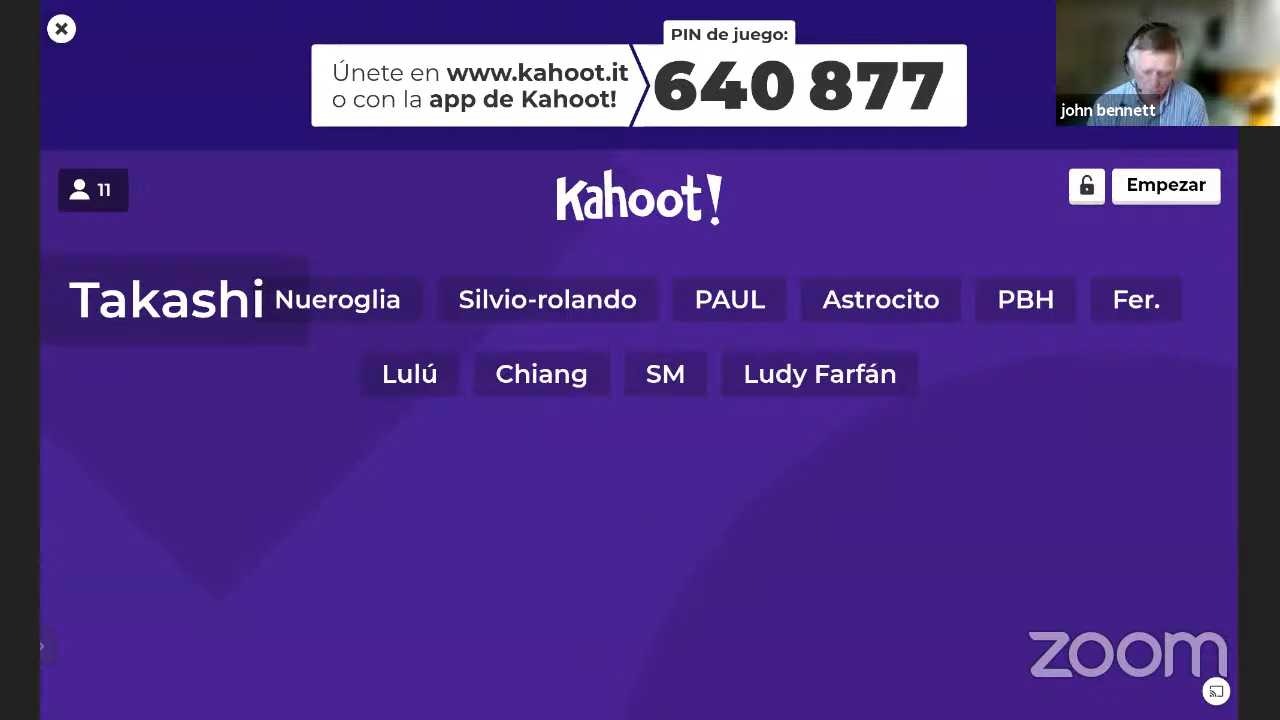 PIN de juego:
Únete en www.kahoot.it
o con la app de Kahoot!
640 877
john bennett
11
Kahoot!
Empezar
Takashi Nueroglia Silvio-rolando PAUL Astrocito PBH Fer.
Lulú Chiang SM Ludy Farfán
zoom